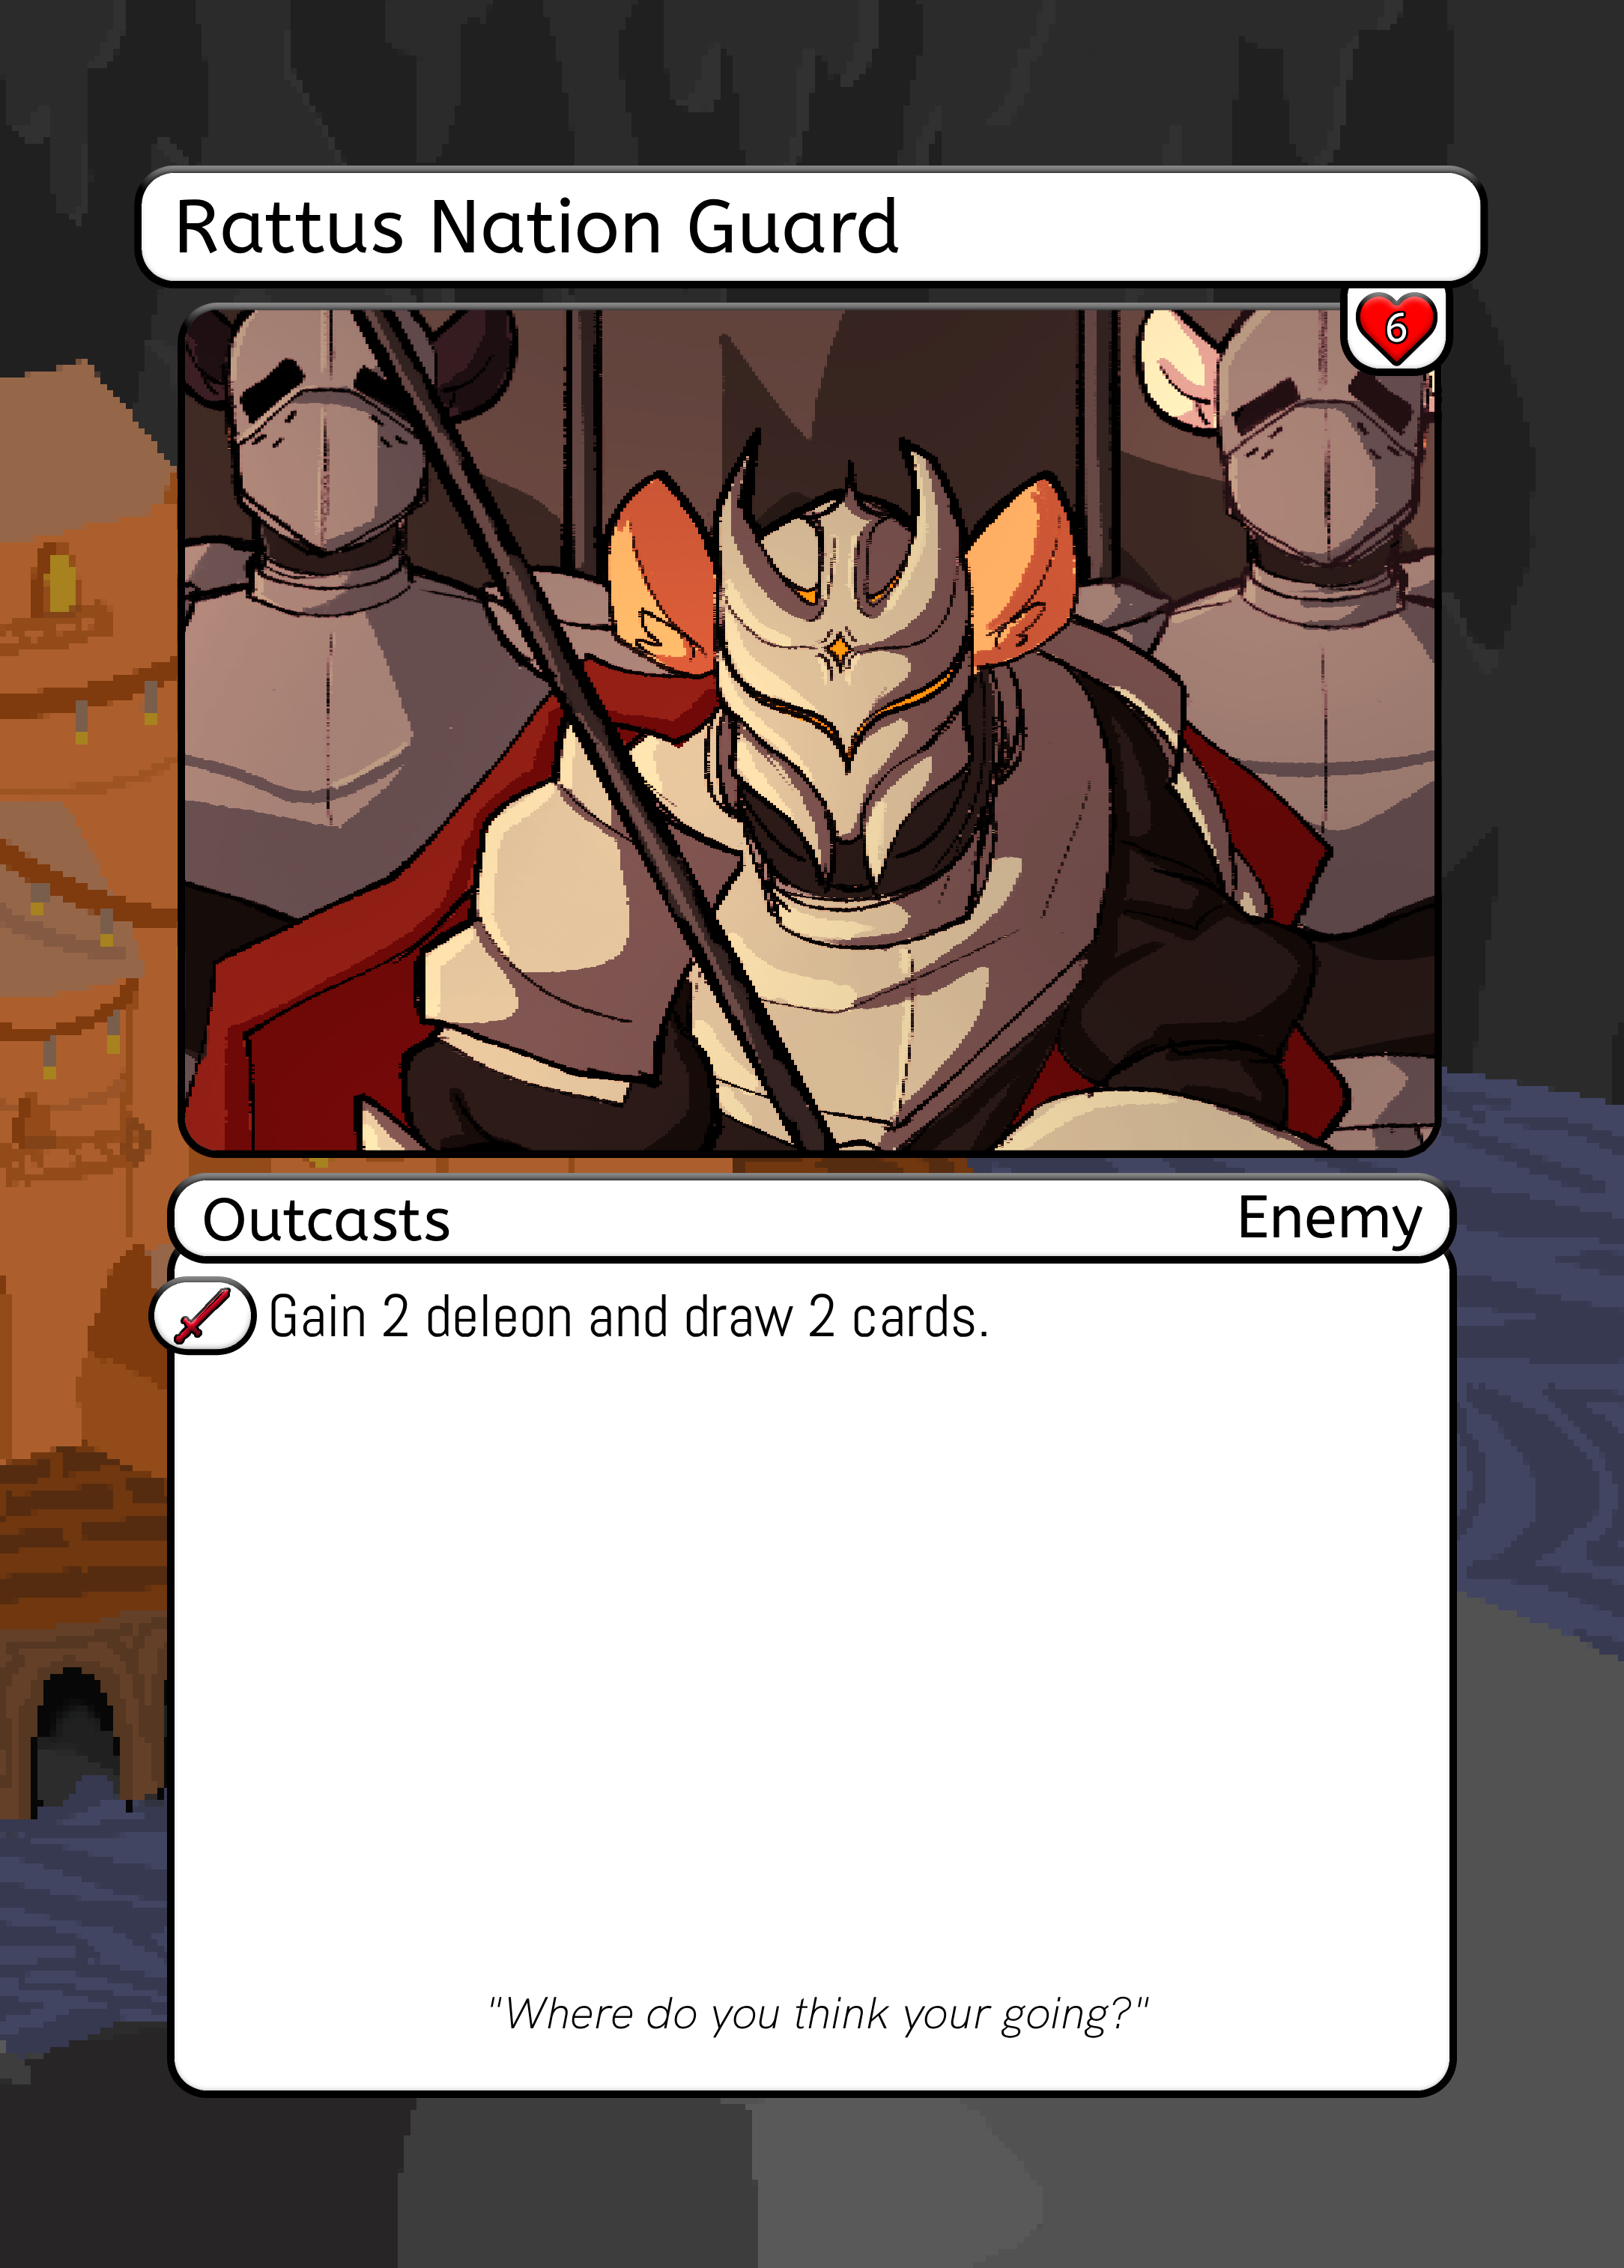 Rattus Nation Guard
6
Outcasts
Enemy
Gain 2 deleon and draw 2 cards.
"Where do you think your going?"